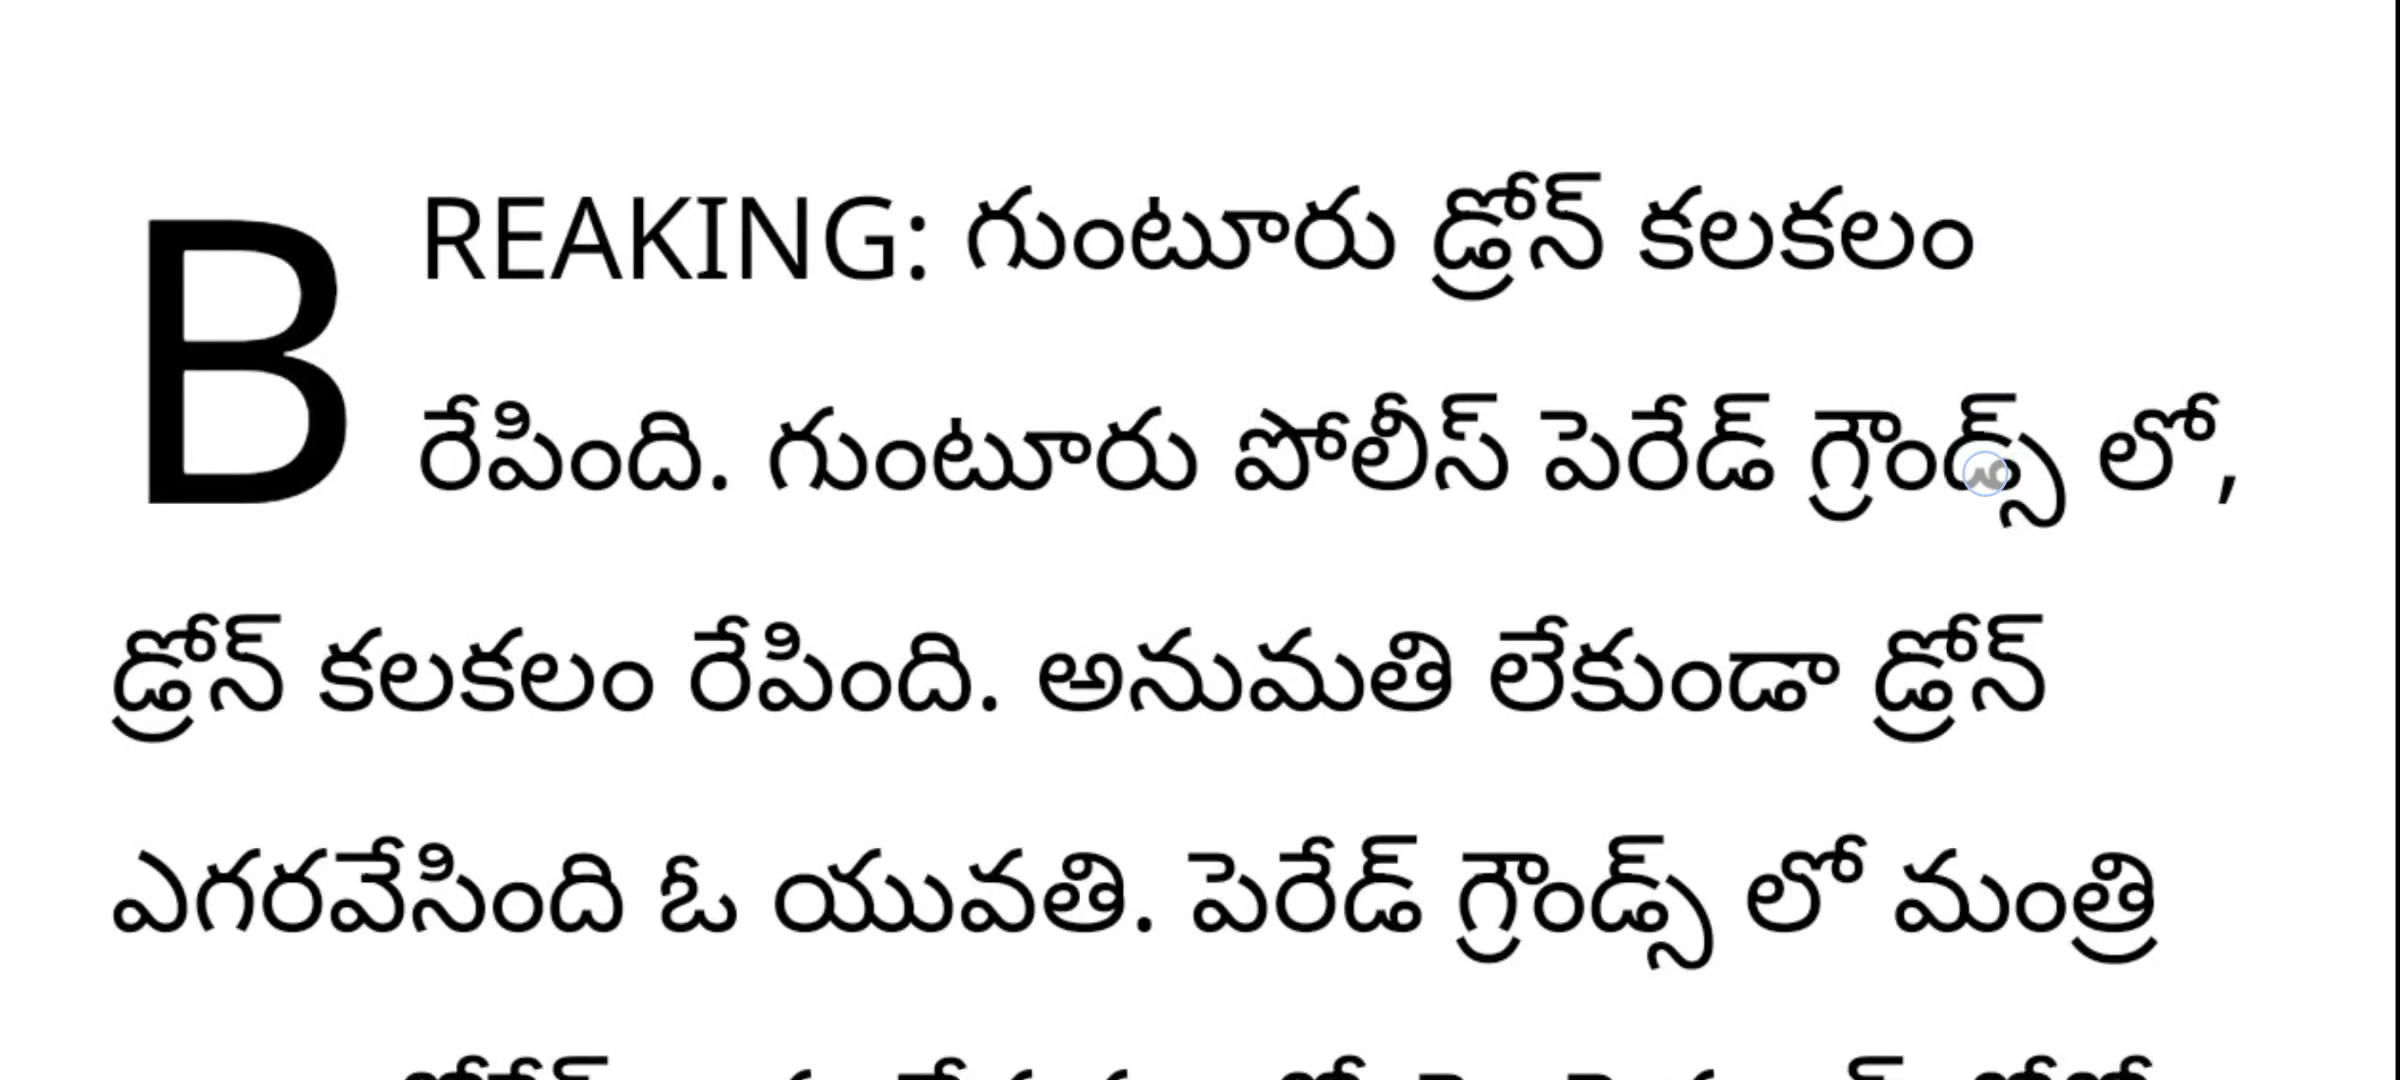 BREAKING: గుంటూరు డ్రోన్ కలకలం
రేపింది. గుంటూరు పోలీస్ పెరేడ్ గ్రౌండ్స్ లో,
డ్రోన్ కలకలం రేపింది. అనుమతి లేకుండా డ్రోన్
ఎగరవేసింది ఓ యువతి. పెరేడ్ గ్రౌండ్స్ లో మంత్రి